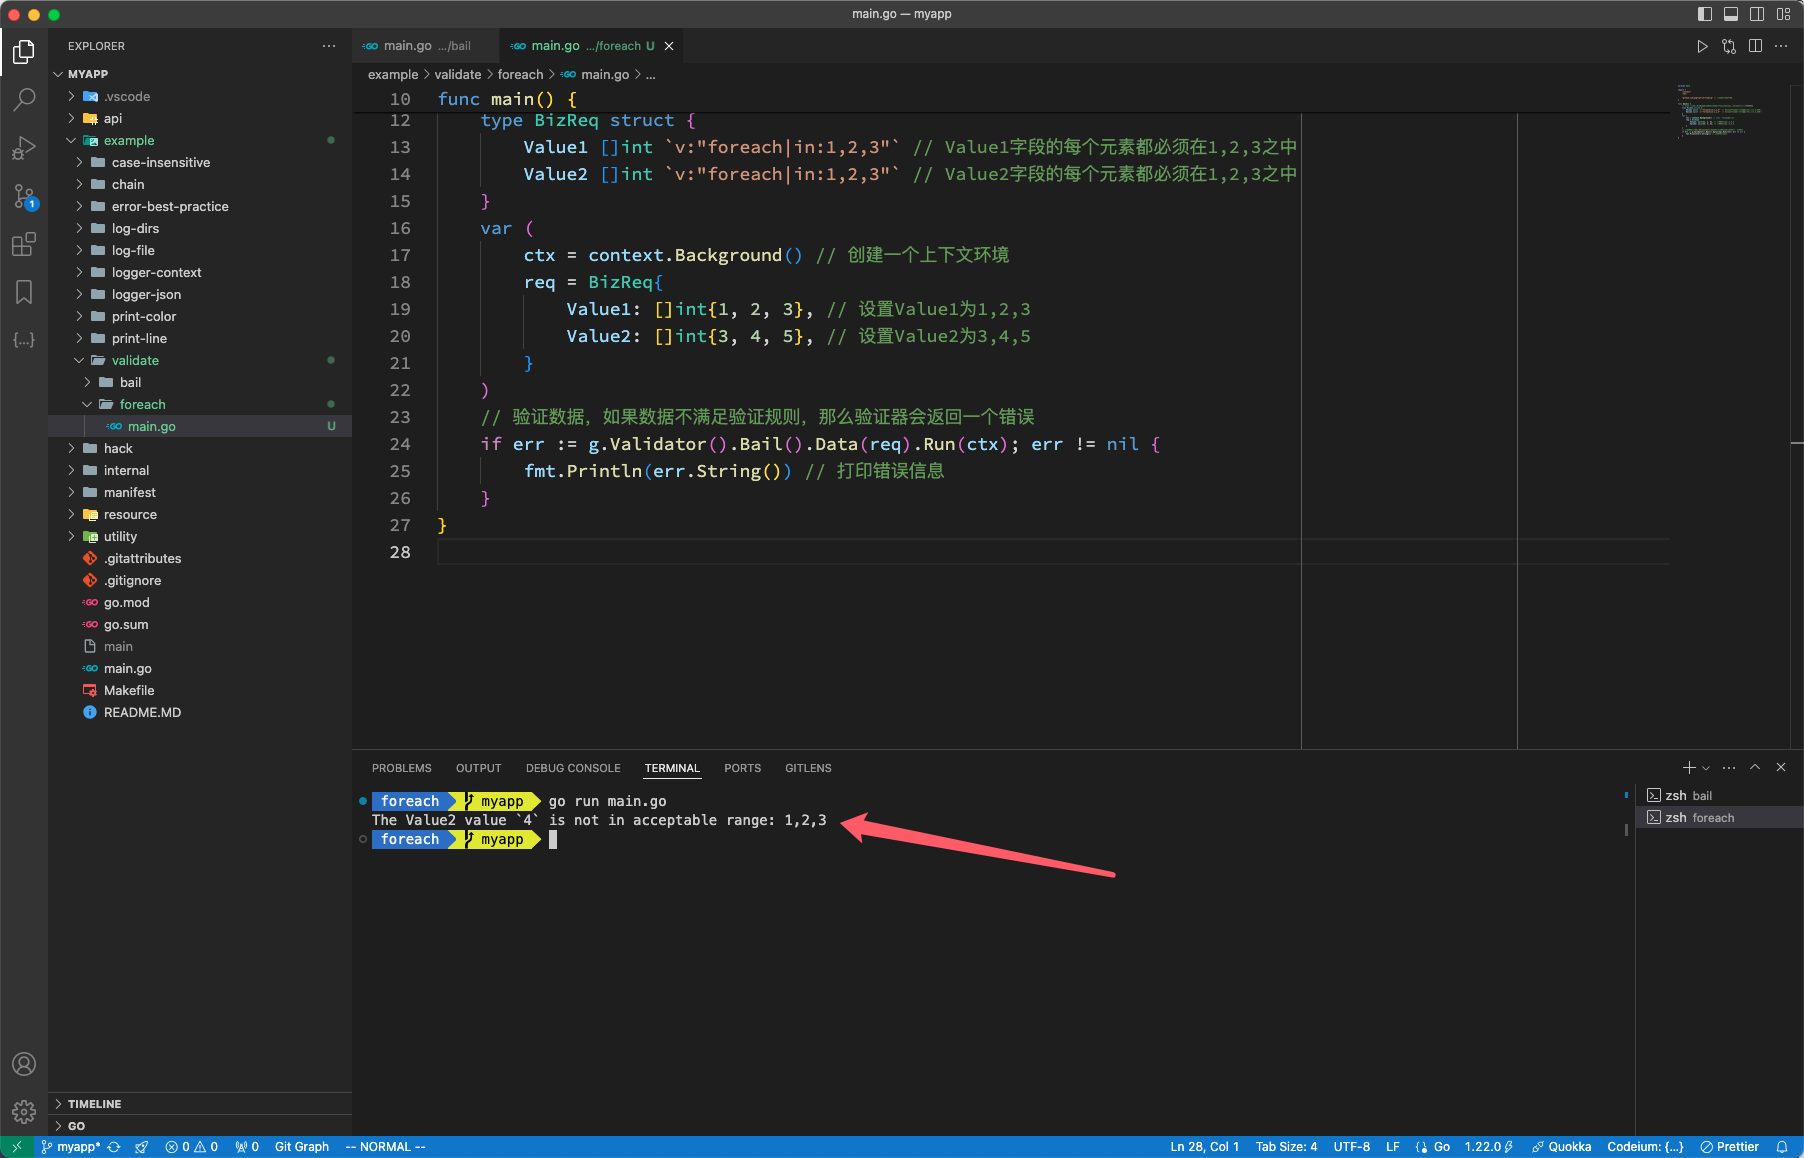 main.go — myapp
EXPLORER
MYAPP
.vscode
api
example
case-insensitive
chain
error-best-practice
log-dirs
log-file
logger-context
logger-json
print-color
print-line
validate
bail
foreach
main.go U
hack
internal
manifest
resource
utility
.gitattributes
.gitignore
go.mod
go.sum
main
main.go
Makefile
README.MD
TIMELINE
GO
main.go .../bail
main.go .../foreach U
example > validate > foreach > main.go > ...
10 func main() {
12 type BizReq struct {
13 Value1 []int `v:"foreach|in:1,2,3"` // Value1字段的每个元素都必须在1,2,3之中
14 Value2 []int `v:"foreach|in:1,2,3"` // Value2字段的每个元素都必须在1,2,3之中
15 }
16 var (
17 ctx = context.Background() // 创建一个上下文环境
18 req = BizReq{
19 Value1: []int{1, 2, 3}, // 设置Value1为1,2,3
20 Value2: []int{3, 4, 5}, // 设置Value2为3,4,5
21 }
22 )
23 // 验证数据，如果数据不满足验证规则，那么验证器会返回一个错误
24 if err := g.Validator().Bail().Data(req).Run(ctx); err != nil {
25 fmt.Println(err.String()) // 打印错误信息
26 }
27 }
28
PROBLEMS OUTPUT DEBUG CONSOLE TERMINAL PORTS GITLENS
foreach myapp go run main.go
The Value2 value `4` is not in acceptable range: 1,2,3
foreach myapp
zsh bail
zsh foreach
1
myapp* 0 0 0 Git Graph -- NORMAL --
Ln 28, Col 1 Tab Size: 4 UTF-8 LF Go 1.22.0 Quokka Codeium: {...} Prettier